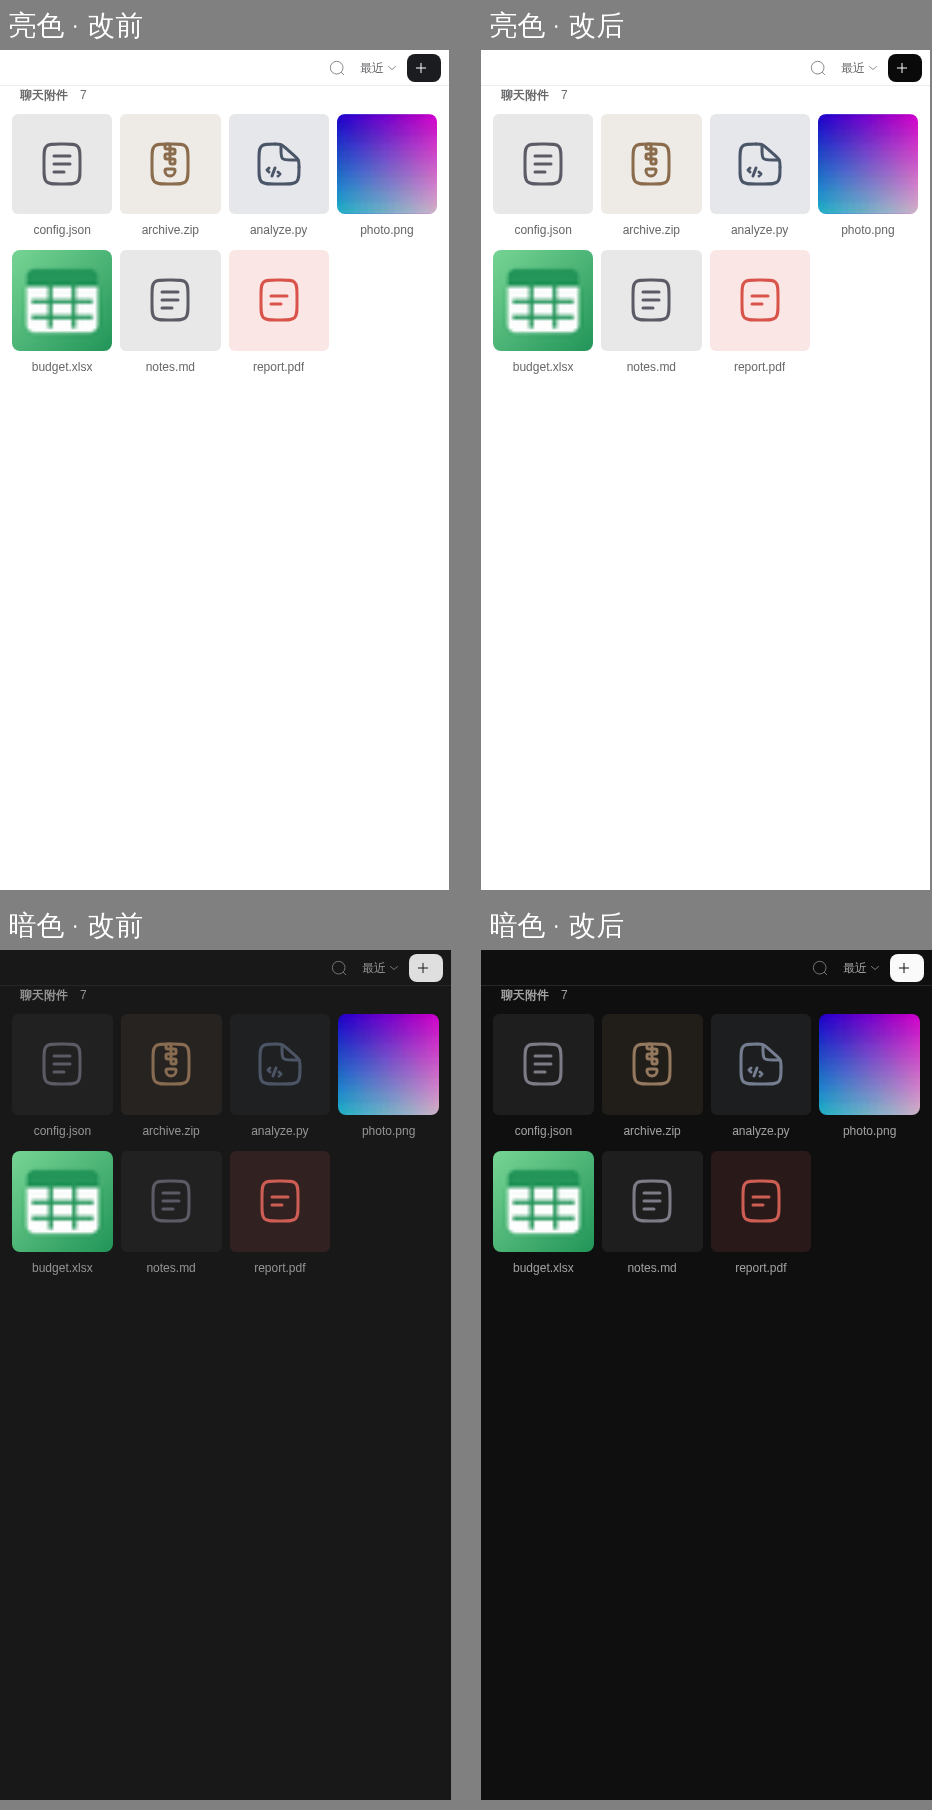 亮色 · 改前
亮色 · 改后
最近
聊天附件 7
config.json
archive.zip
analyze.py
photo.png
budget.xlsx
notes.md
report.pdf
最近
聊天附件 7
config.json
archive.zip
analyze.py
photo.png
budget.xlsx
notes.md
report.pdf
暗色 · 改前
暗色 · 改后
最近
聊天附件 7
config.json
archive.zip
analyze.py
photo.png
budget.xlsx
notes.md
report.pdf
最近
聊天附件 7
config.json
archive.zip
analyze.py
photo.png
budget.xlsx
notes.md
report.pdf